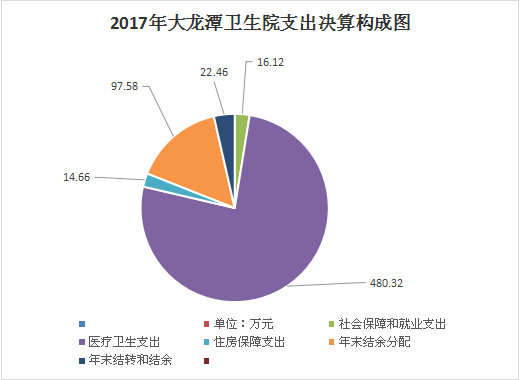 2017年大龙潭卫生院支出决算构成图
22.46
16.12
97.58
14.66
480.32
单位：万元
社会保障和就业支出
医疗卫生支出
住房保障支出
年末结余分配
年末结转和结余